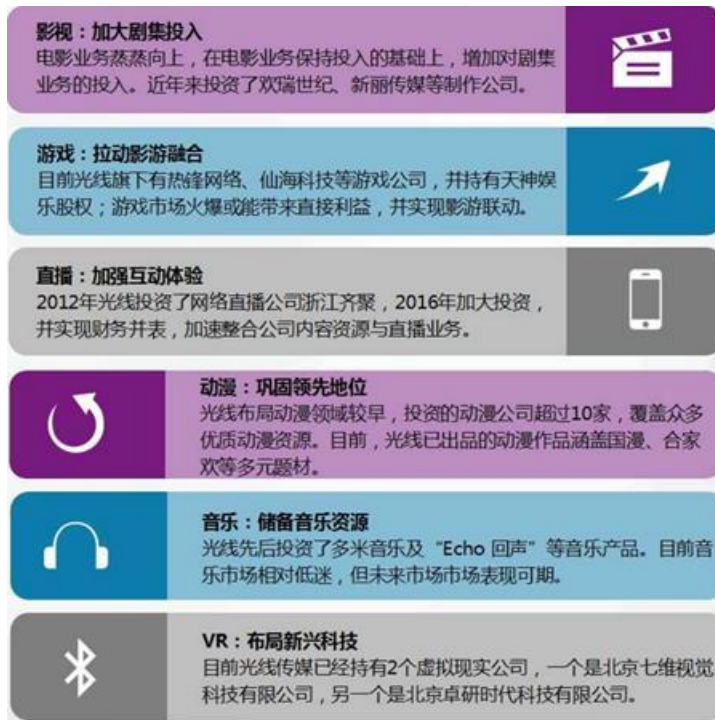 影视：加大剧集投入
电影业务蒸蒸向上，在电影业务保持投入的基础上，增加对剧集
业务的投入。近年来投资了欢瑞世纪、新丽传媒等制作公司。
游戏：拉动影游融合
目前光线旗下有热锋网络、仙海科技等游戏公司，并持有天神娱
乐股权；游戏市场火爆或能带来直接利益，并实现影游联动。
直播：加强互动体验
2012年光线投资了网络直播公司浙江齐聚，2016年加大投资，
并实现财务并表，加速整合公司内容资源与直播业务。
动漫：巩固领先地位
光线布局动漫领域较早，投资的动漫公司超过10家，覆盖众多
优质动漫资源。目前，光线已出品的动漫作品涵盖国漫、合家
欢等多元题材。
音乐：储备音乐资源
光线先后投资了多米音乐及“Echo 回声”等音乐产品。目前音
乐市场相对低迷，但未来市场市场表现可期。
VR：布局新兴科技
目前光线传媒已经持有2个虚拟现实公司，一个是北京七维视觉
科技有限公司，另一个是北京卓研时代科技有限公司。